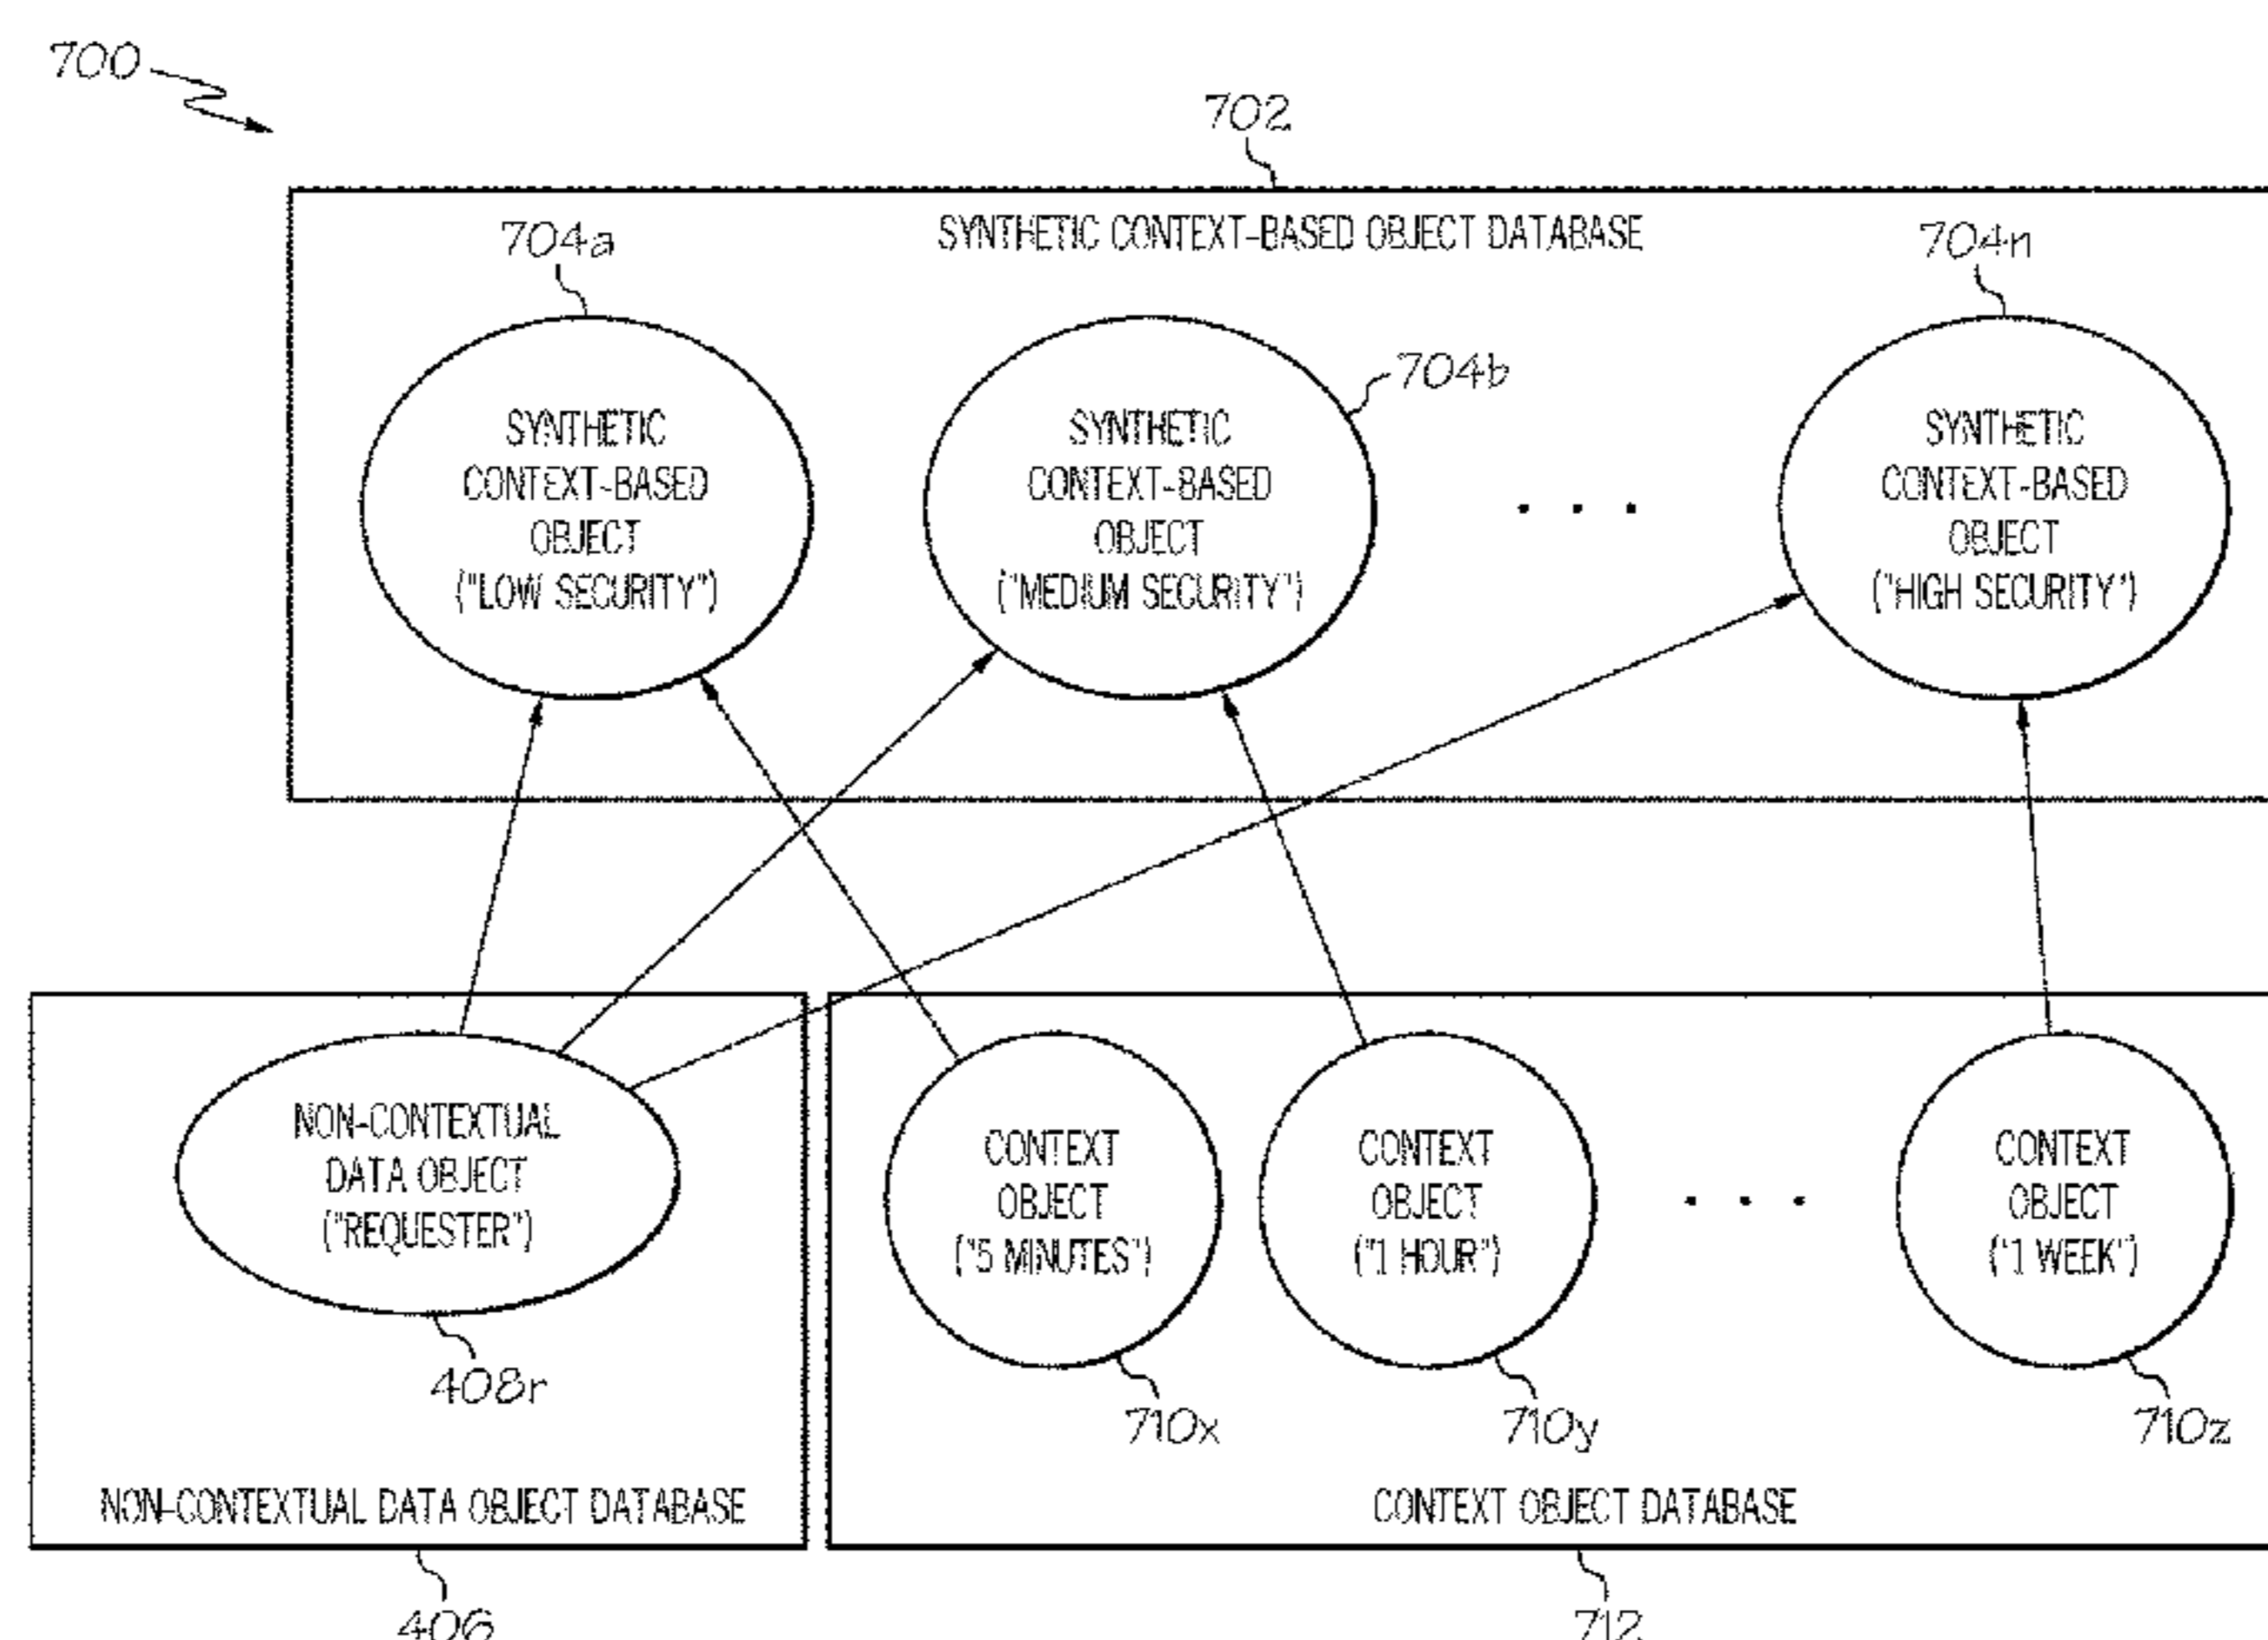 700
702
SYNTHETIC CONTEXT-BASED OBJECT DATABASE
704a
704n
704b
SYNTHETIC
CONTEXT-BASED
OBJECT
("LOW SECURITY")
SYNTHETIC
CONTEXT-BASED
OBJECT
("MEDIUM SECURITY")
. . .
SYNTHETIC
CONTEXT-BASED
OBJECT
("HIGH SECURITY")
NON-CONTEXTUAL
DATA OBJECT
("REQUESTER")
408r
NON-CONTEXTUAL DATA OBJECT DATABASE
406
CONTEXT
OBJECT
("5 MINUTES")
710x
CONTEXT
OBJECT
("1 HOUR")
710y
. . .
CONTEXT
OBJECT
("1 WEEK")
710z
CONTEXT OBJECT DATABASE
712